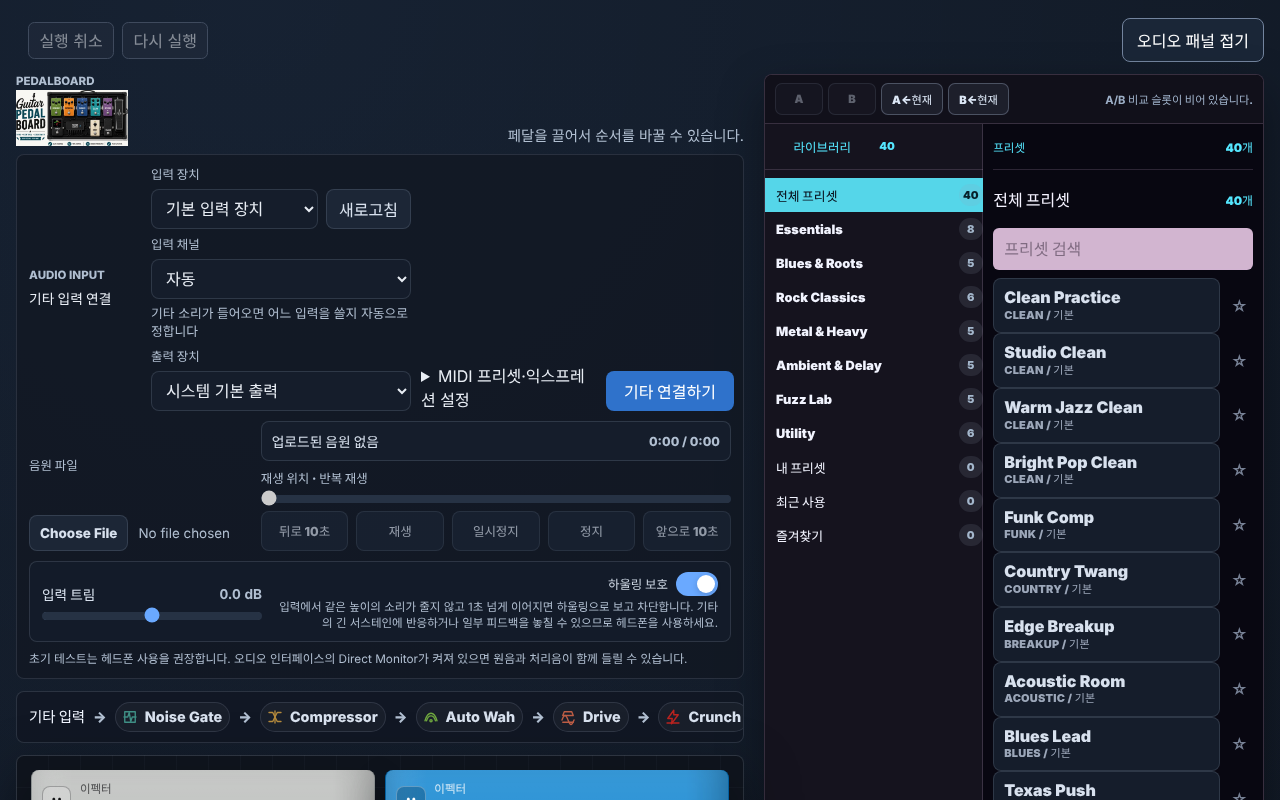 실행 취소
다시 실행
오디오 패널 접기
PEDALBOARD
Guitar
PEDAL
BOARD
페달을 끌어서 순서를 바꿀 수 있습니다.
AUDIO INPUT
기타 입력 연결
입력 장치
기본 입력 장치
새로고침
입력 채널
자동
기타 소리가 들어오면 어느 입력을 쓸지 자동으로
정합니다
출력 장치
시스템 기본 출력
▶ MIDI 프리셋·익스프레
션 설정
기타 연결하기
음원 파일
업로드된 음원 없음
0:00 / 0:00
재생 위치 · 반복 재생
Choose File
No file chosen
뒤로 10초
재생
일시정지
정지
앞으로 10초
입력 트림
0.0 dB
하울링 보호
입력에서 같은 높이의 소리가 줄지 않고 1초 넘게 이어지면 하울링으로 보고 차단합니다. 기타
의 긴 서스테인에 반응하거나 일부 피드백을 놓칠 수 있으므로 헤드폰을 사용하세요.
초기 테스트는 헤드폰 사용을 권장합니다. 오디오 인터페이스의 Direct Monitor가 켜져 있으면 원음과 처리음이 함께 들릴 수 있습니다.
기타 입력 → Noise Gate → Compressor → Auto Wah → Drive → Crunch
이펙터
이펙터
A
B
A←현재
B←현재
A/B 비교 슬롯이 비어 있습니다.
라이브러리 40
전체 프리셋 40
Essentials 8
Blues & Roots 5
Rock Classics 6
Metal & Heavy 5
Ambient & Delay 5
Fuzz Lab 5
Utility 6
내 프리셋 0
최근 사용 0
즐겨찾기 0
프리셋 40개
전체 프리셋 40개
프리셋 검색
Clean Practice
CLEAN / 기본
Studio Clean
CLEAN / 기본
Warm Jazz Clean
CLEAN / 기본
Bright Pop Clean
CLEAN / 기본
Funk Comp
FUNK / 기본
Country Twang
COUNTRY / 기본
Edge Breakup
BREAKUP / 기본
Acoustic Room
ACOUSTIC / 기본
Blues Lead
BLUES / 기본
Texas Push